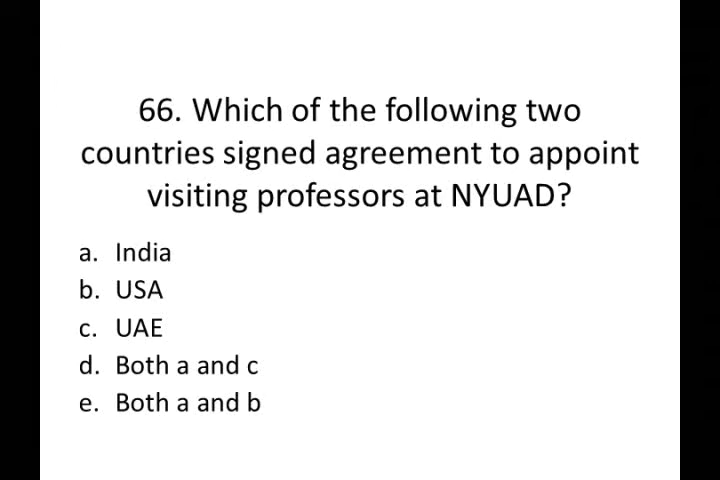 66. Which of the following two
countries signed agreement to appoint
visiting professors at NYUAD?
a. India
b. USA
c. UAE
d. Both a and c
e. Both a and b